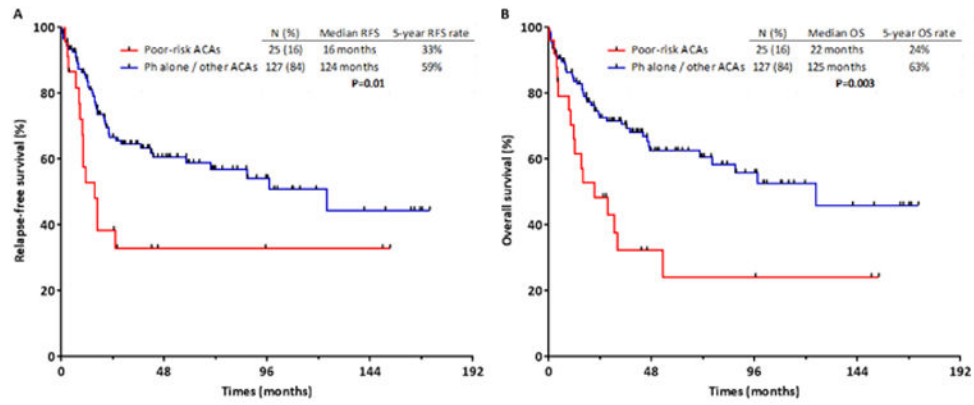 A
N (%) Median RFS 5-year RFS rate
Poor-risk ACAs 25 (16) 16 months 33%
Ph alone / other ACAs 127 (84) 124 months 59%
P=0.01
Relapse-free survival (%)
100
80
60
40
20
0
0 48 96 144 192
Times (months)
B
N (%) Median OS 5-year OS rate
Poor-risk ACAs 25 (16) 22 months 24%
Ph alone / other ACAs 127 (84) 125 months 63%
P=0.003
Overall survival (%)
100
80
60
40
20
0
0 48 96 144 192
Times (months)